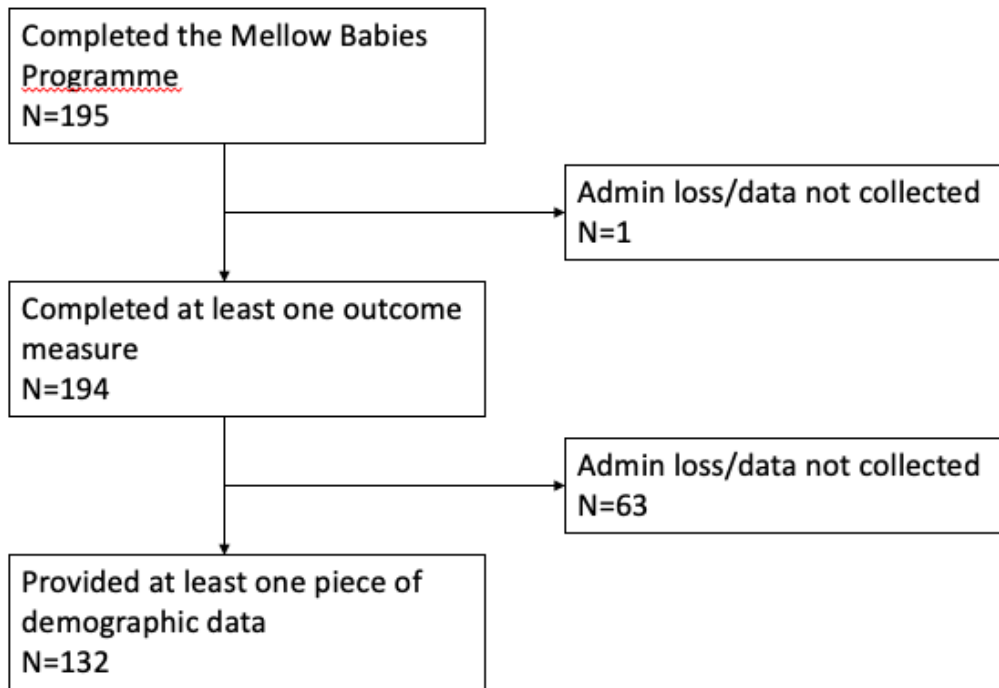 Completed the Mellow Babies
Programme
N=195
Admin loss/data not collected
N=1
Completed at least one outcome
measure
N=194
Admin loss/data not collected
N=63
Provided at least one piece of
demographic data
N=132